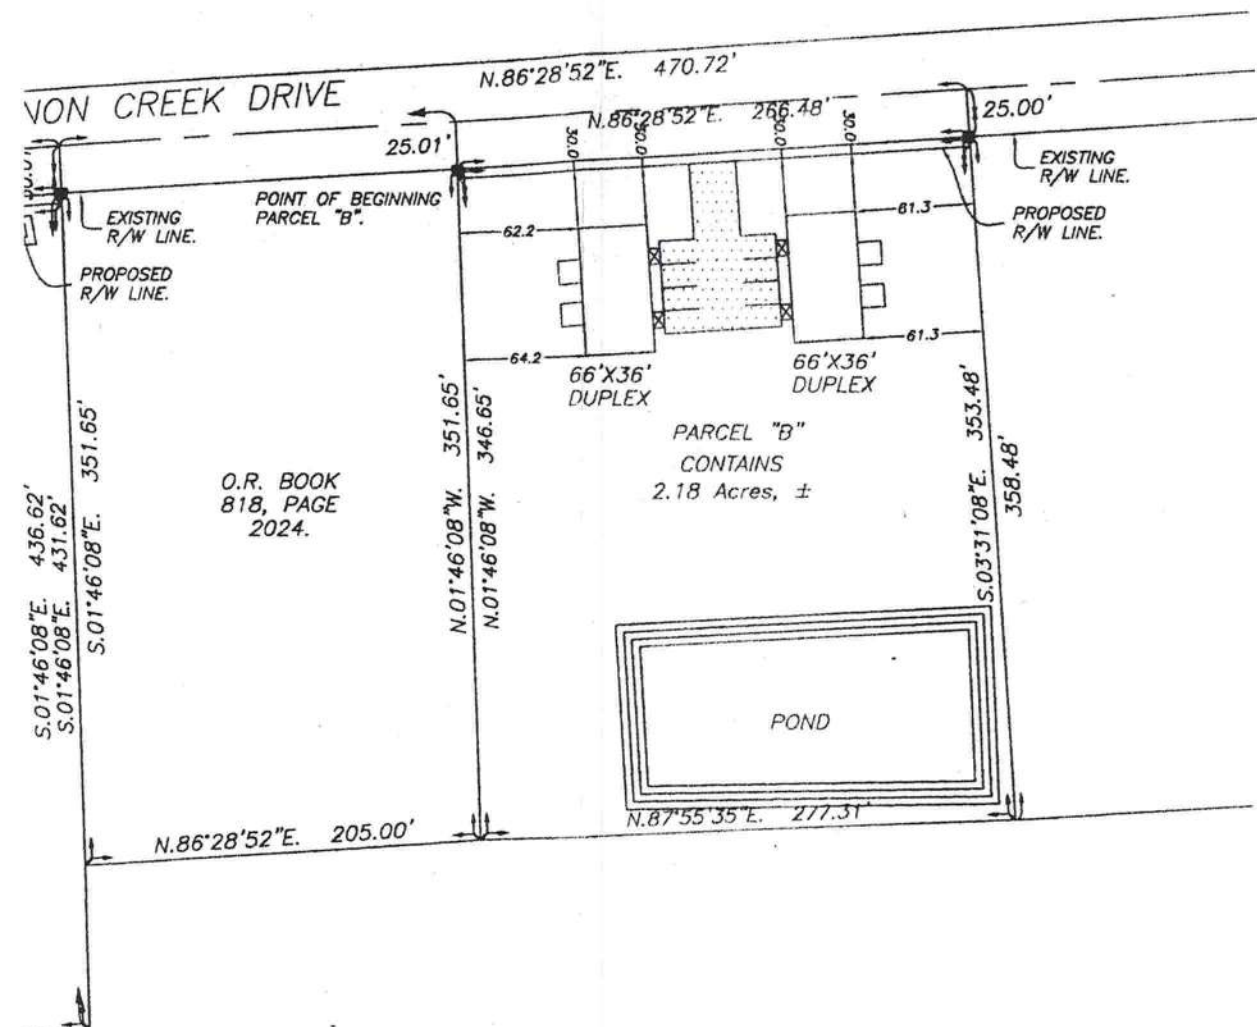 N.86°28'52"E. 470.72'
NON CREEK DRIVE
N.86°28'52"E. 266.48'
25.00'
25.01'
30.0
30.0
30.0
30.0
EXISTING
R/W LINE.
PROPOSED
R/W LINE.
POINT OF BEGINNING
PARCEL "B".
EXISTING
R/W LINE.
PROPOSED
R/W LINE.
62.2
61.3
64.2
61.3
66'X36'
DUPLEX
66'X36'
DUPLEX
PARCEL "B"
CONTAINS
2.18 Acres, ±
O.R. BOOK
818, PAGE
2024.
S.01°46'08"E. 436.62'
S.01°46'08"E. 431.62'
S.01°46'08"E. 351.65'
N.01°46'08"W. 351.65'
N.01°46'08"W. 346.65'
S.03°31'08"E. 353.48'
358.48'
POND
N.87°55'35"E. 277.31'
N.86°28'52"E. 205.00'